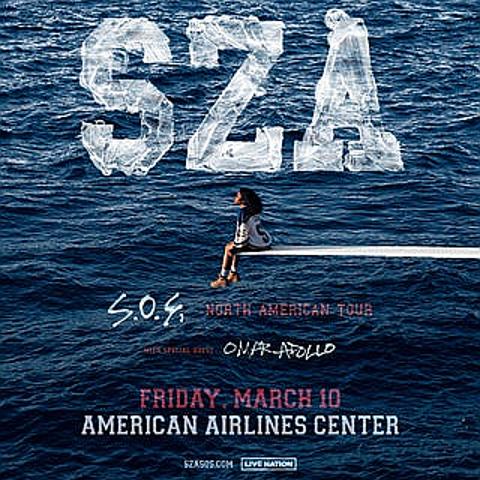 SZA
S.O.S. NORTH AMERICAN TOUR
WITH SPECIAL GUEST OMAR APOLLO
FRIDAY, MARCH 10
AMERICAN AIRLINES CENTER
SZASOS.COM LIVE NATION